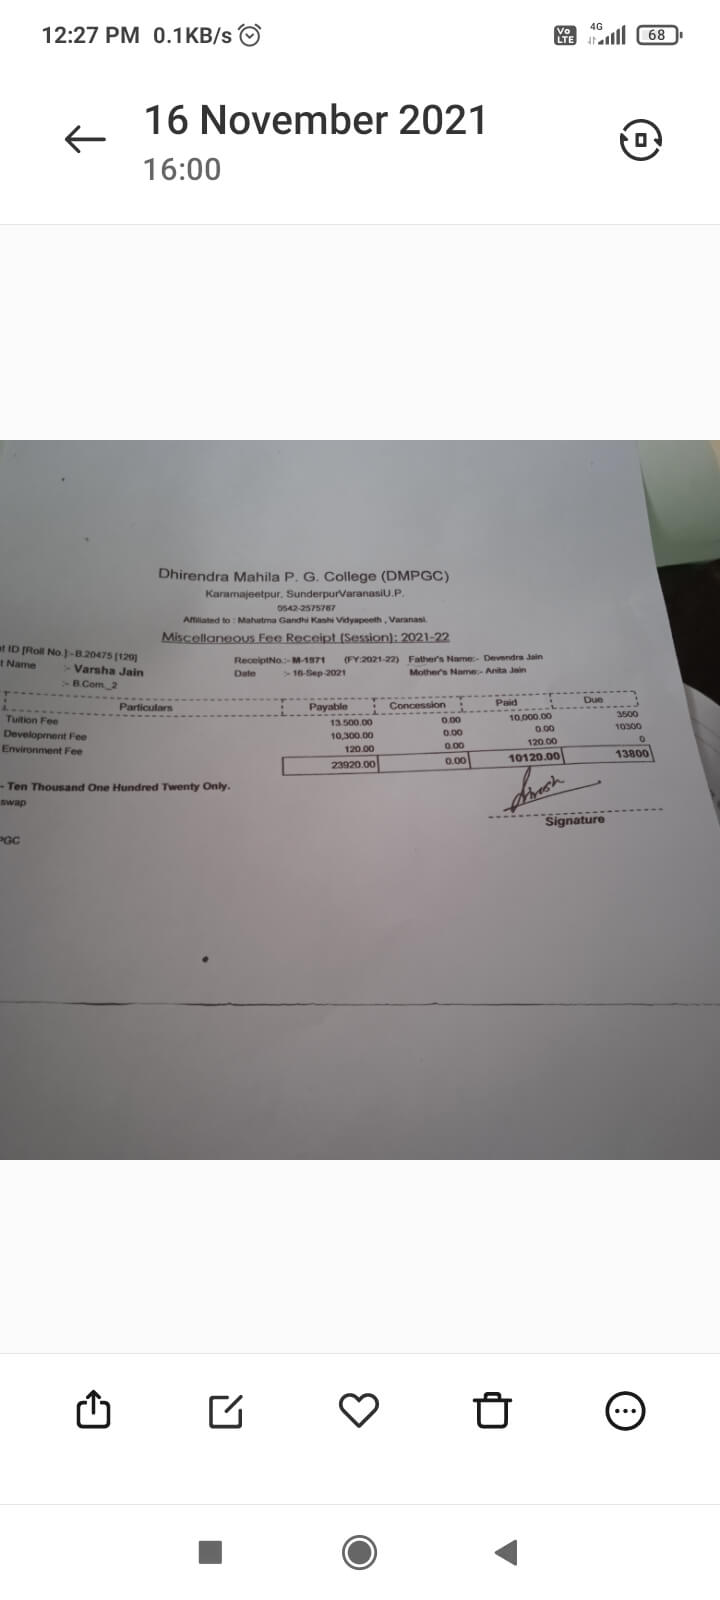 12:27 PM 0.1KB/s
Vo LTE 4G 68
16 November 2021
16:00
Dhirendra Mahila P. G. College (DMPGC)
Karamajeetpur, SunderpurVaranasiU.P.
0542-2575787
Affiliated to : Mahatma Gandhi Kashi Vidyapeeth , Varanasi.
Miscellaneous Fee Receipt [Session]: 2021-22
t ID [Roll No.]:-B.20475 [129]
ReceiptNo.:- M-1971 (FY:2021-22) Father's Name:- Devendra Jain
t Name :- Varsha Jain
Date :- 16-Sep-2021 Mother's Name:- Anita Jain
:- B.Com._2
Particulars Payable Concession Paid Due
Tuition Fee 13.500.00 0.00 10,000.00 3500
Development Fee 10,300.00 0.00 0.00 10300
Environment Fee 120.00 0.00 120.00 0
23920.00 0.00 10120.00 13800
- Ten Thousand One Hundred Twenty Only.
swap
Signature
PGC